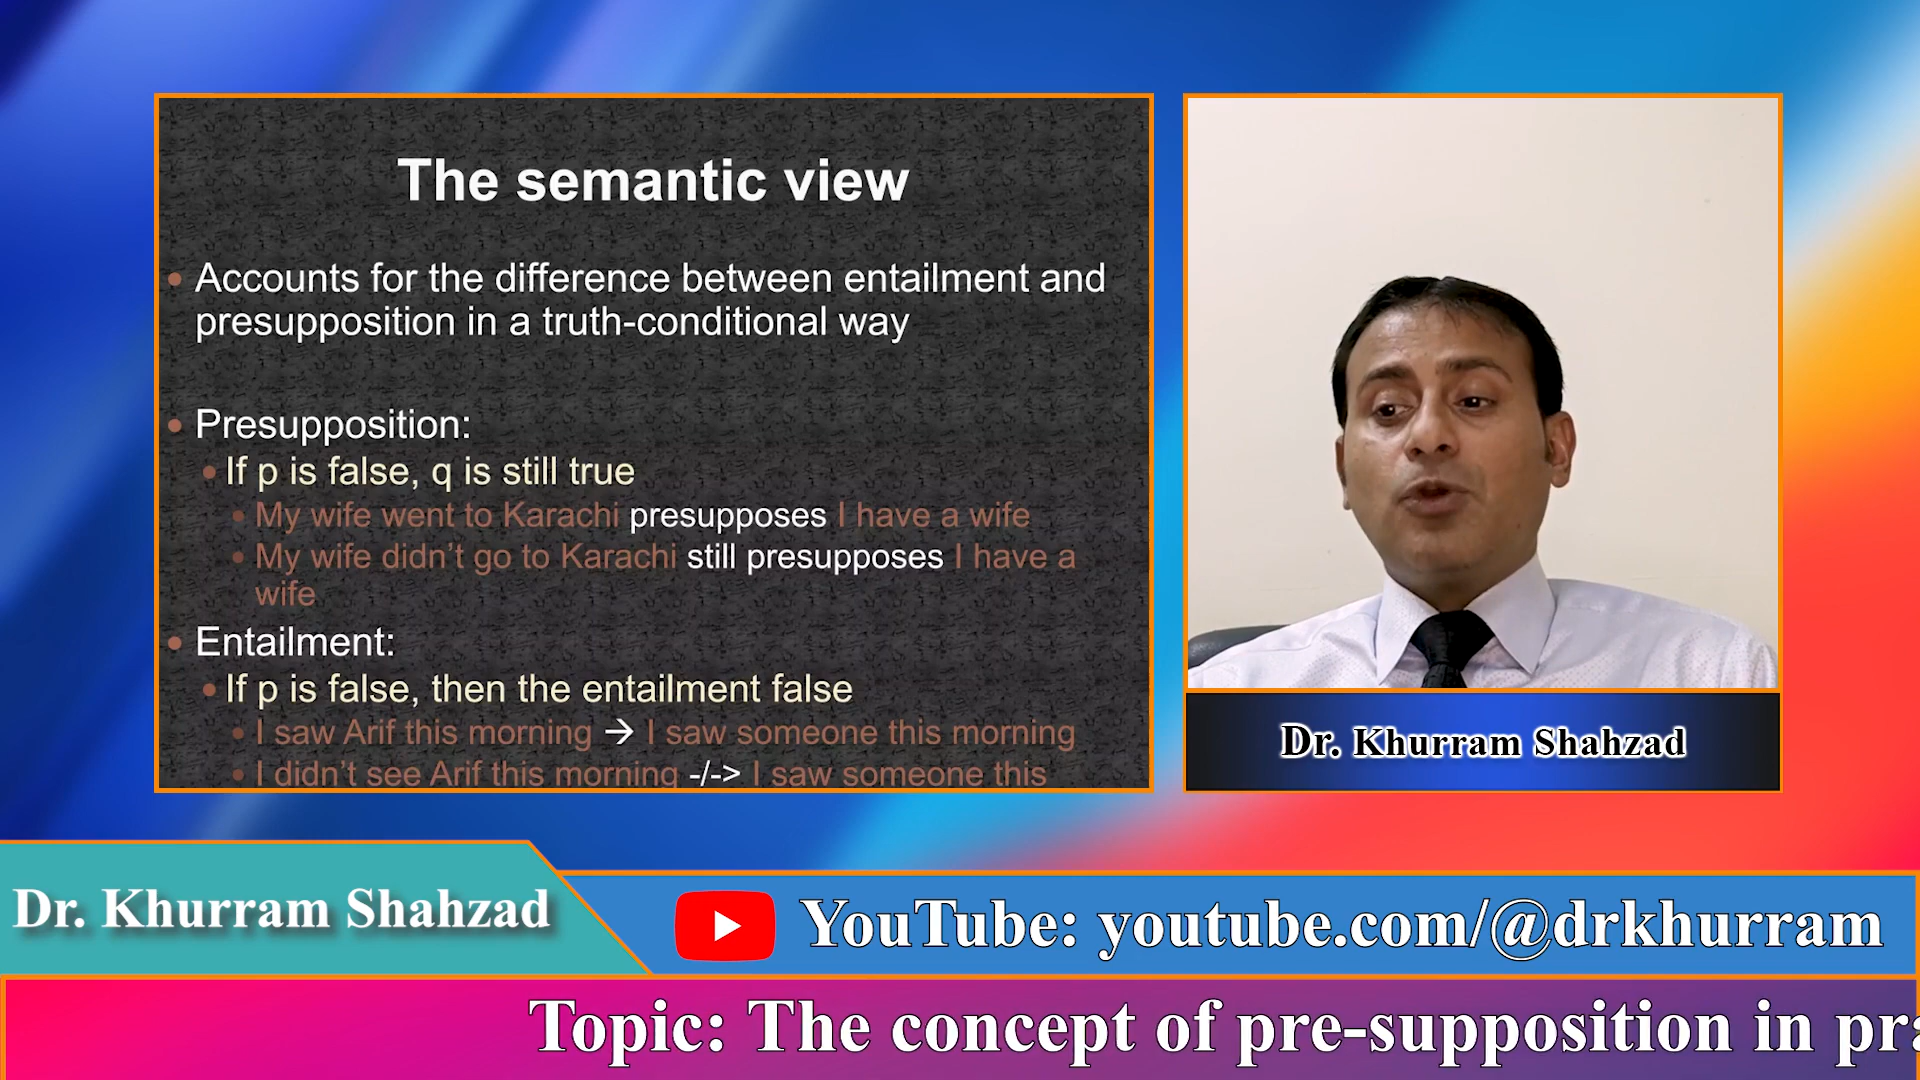 The semantic view
Accounts for the difference between entailment and
presupposition in a truth-conditional way
Presupposition:
If p is false, q is still true
My wife went to Karachi presupposes I have a wife
My wife didn't go to Karachi still presupposes I have a
wife
Entailment:
If p is false, then the entailment false
I saw Arif this morning → I saw someone this morning
I didn't see Arif this morning -/-> I saw someone this
Dr. Khurram Shahzad
Dr. Khurram Shahzad
YouTube: youtube.com/@drkhurram
Topic: The concept of pre-supposition in